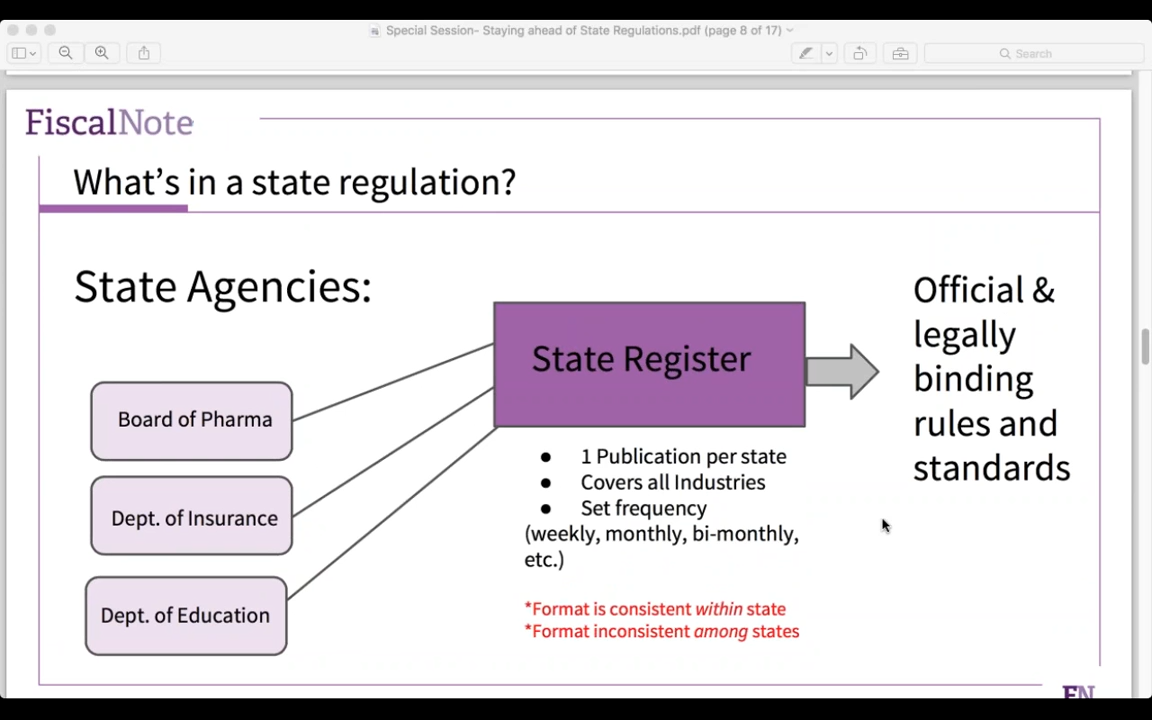 Special Session- Staying ahead of State Regulations.pdf (page 8 of 17)
Search
FiscalNote
What's in a state regulation?
State Agencies:
Board of Pharma
Dept. of Insurance
Dept. of Education
State Register
● 1 Publication per state
● Covers all Industries
● Set frequency
(weekly, monthly, bi-monthly,
etc.)
*Format is consistent within state
*Format inconsistent among states
Official &
legally
binding
rules and
standards
FN